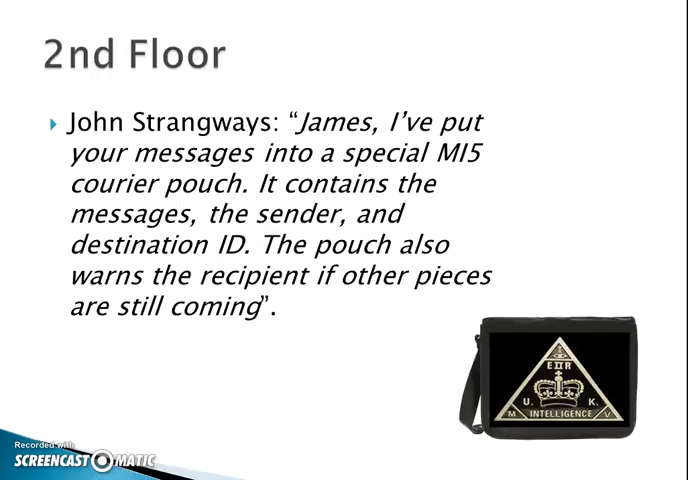 2nd Floor
John Strangways: “James, I’ve put
your messages into a special MI5
courier pouch. It contains the
messages, the sender, and
destination ID. The pouch also
warns the recipient if other pieces
are still coming”.
E II R
U. K.
M INTELLIGENCE V
Recorded with
SCREENCAST O MATIC